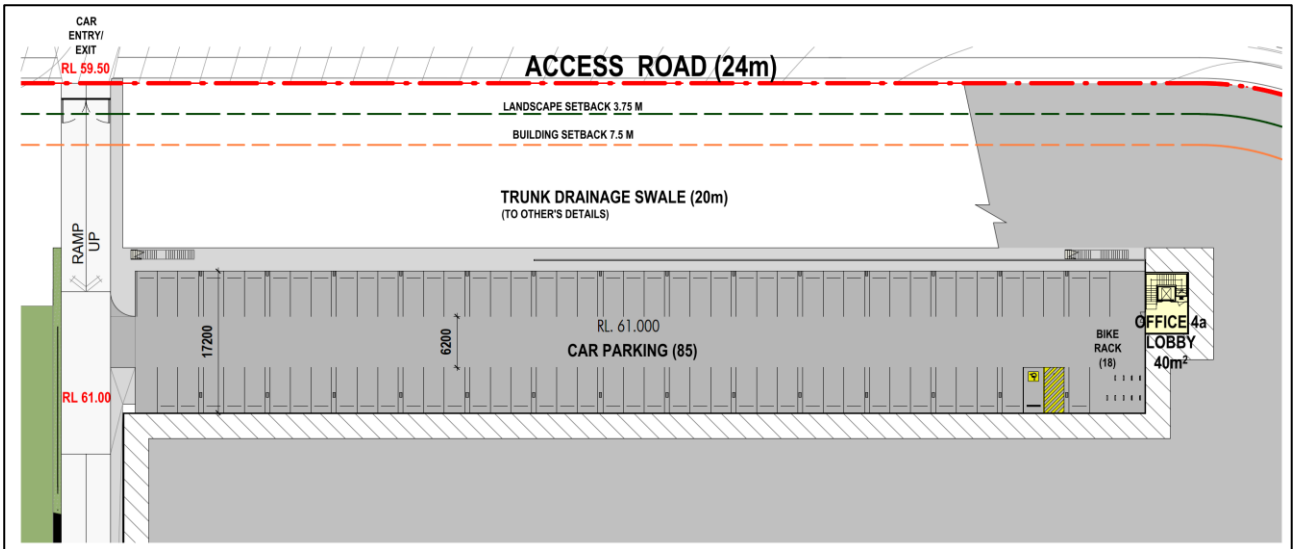 CAR
ENTRY/
EXIT
RL 59.50
ACCESS ROAD (24m)
LANDSCAPE SETBACK 3.75 M
BUILDING SETBACK 7.5 M
TRUNK DRAINAGE SWALE (20m)
(TO OTHER'S DETAILS)
RAMP
UP
17200
6200
RL. 61.000
CAR PARKING (85)
BIKE
RACK
(18)
OFFICE 4a
LOBBY
40m²
RL 61.00